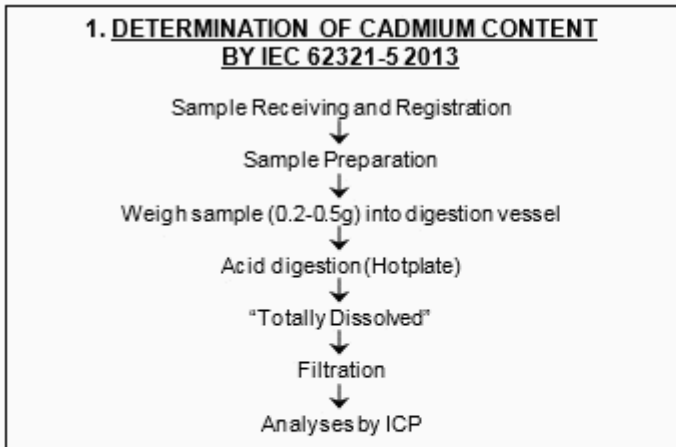 1. DETERMINATION OF CADMIUM CONTENT
BY IEC 62321-5 2013
Sample Receiving and Registration
Sample Preparation
Weigh sample (0.2-0.5g) into digestion vessel
Acid digestion (Hotplate)
“Totally Dissolved”
Filtration
Analyses by ICP